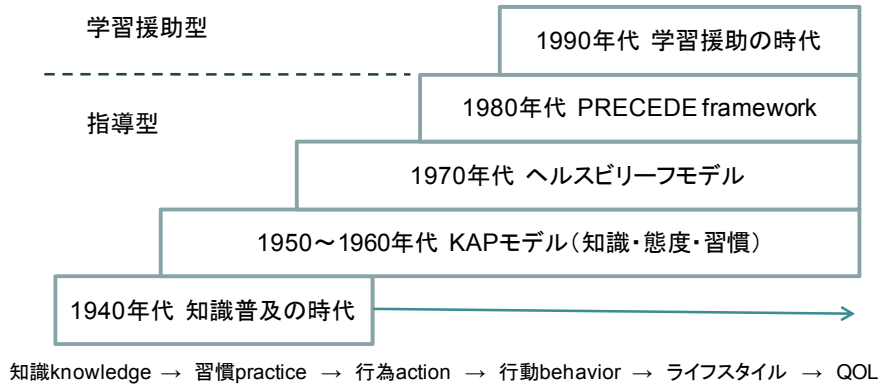 学習援助型
1990年代 学習援助の時代
1980年代 PRECEDE framework
指導型
1970年代 ヘルスビリーフモデル
1950～1960年代 KAPモデル（知識・態度・習慣）
1940年代 知識普及の時代
知識knowledge → 習慣practice → 行為action → 行動behavior → ライフスタイル → QOL